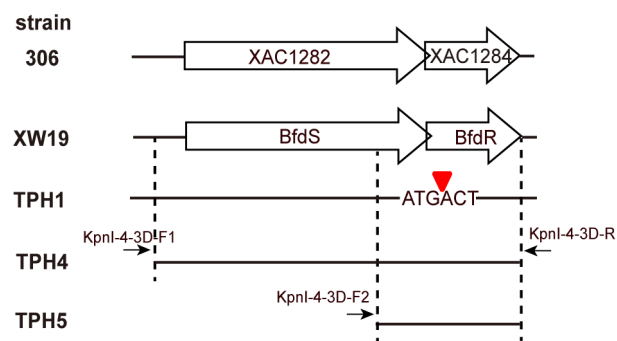 strain
306 XAC1282 XAC1284
XW19 BfdS BfdR
TPH1 ATGACT
KpnI-4-3D-F1 KpnI-4-3D-R
TPH4
KpnI-4-3D-F2
TPH5